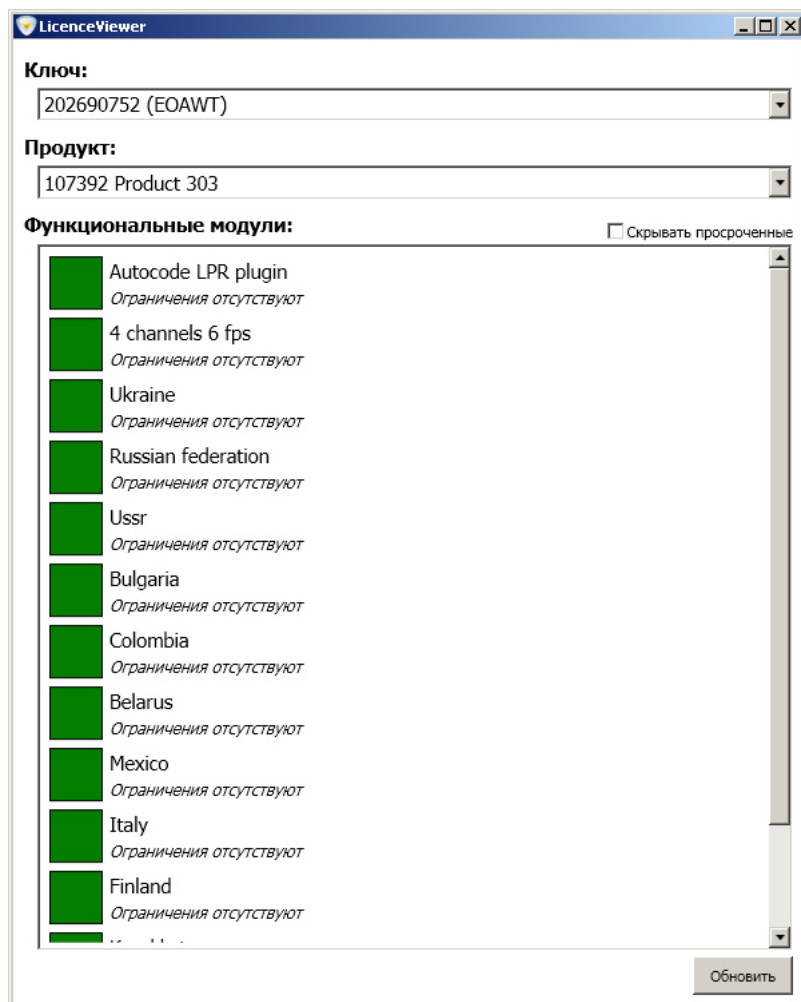 LicenceViewer
Ключ:
202690752 (EOAWT)
Продукт:
107392 Product 303
Функциональные модули:
Скрывать просроченные
Autocode LPR plugin
Ограничения отсутствуют
4 channels 6 fps
Ограничения отсутствуют
Ukraine
Ограничения отсутствуют
Russian federation
Ограничения отсутствуют
Ussr
Ограничения отсутствуют
Bulgaria
Ограничения отсутствуют
Colombia
Ограничения отсутствуют
Belarus
Ограничения отсутствуют
Mexico
Ограничения отсутствуют
Italy
Ограничения отсутствуют
Finland
Ограничения отсутствуют
Обновить